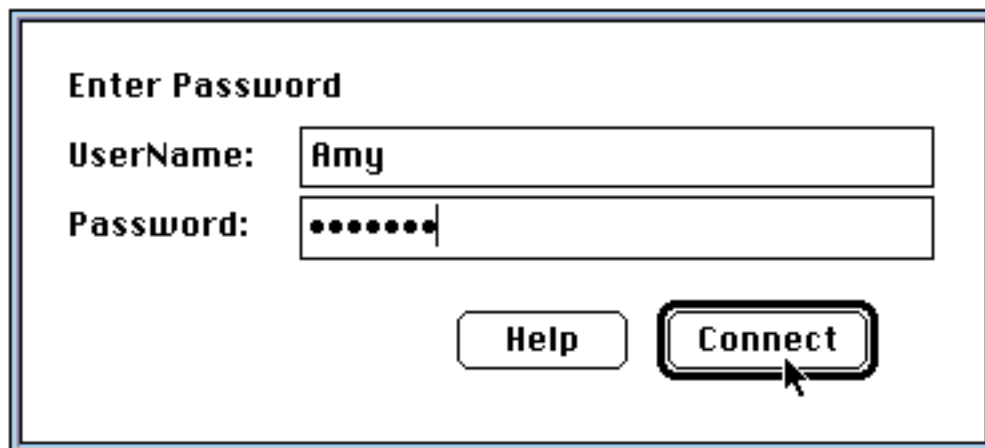 Enter Password
UserName: Amy
Password: •••••••
Help Connect